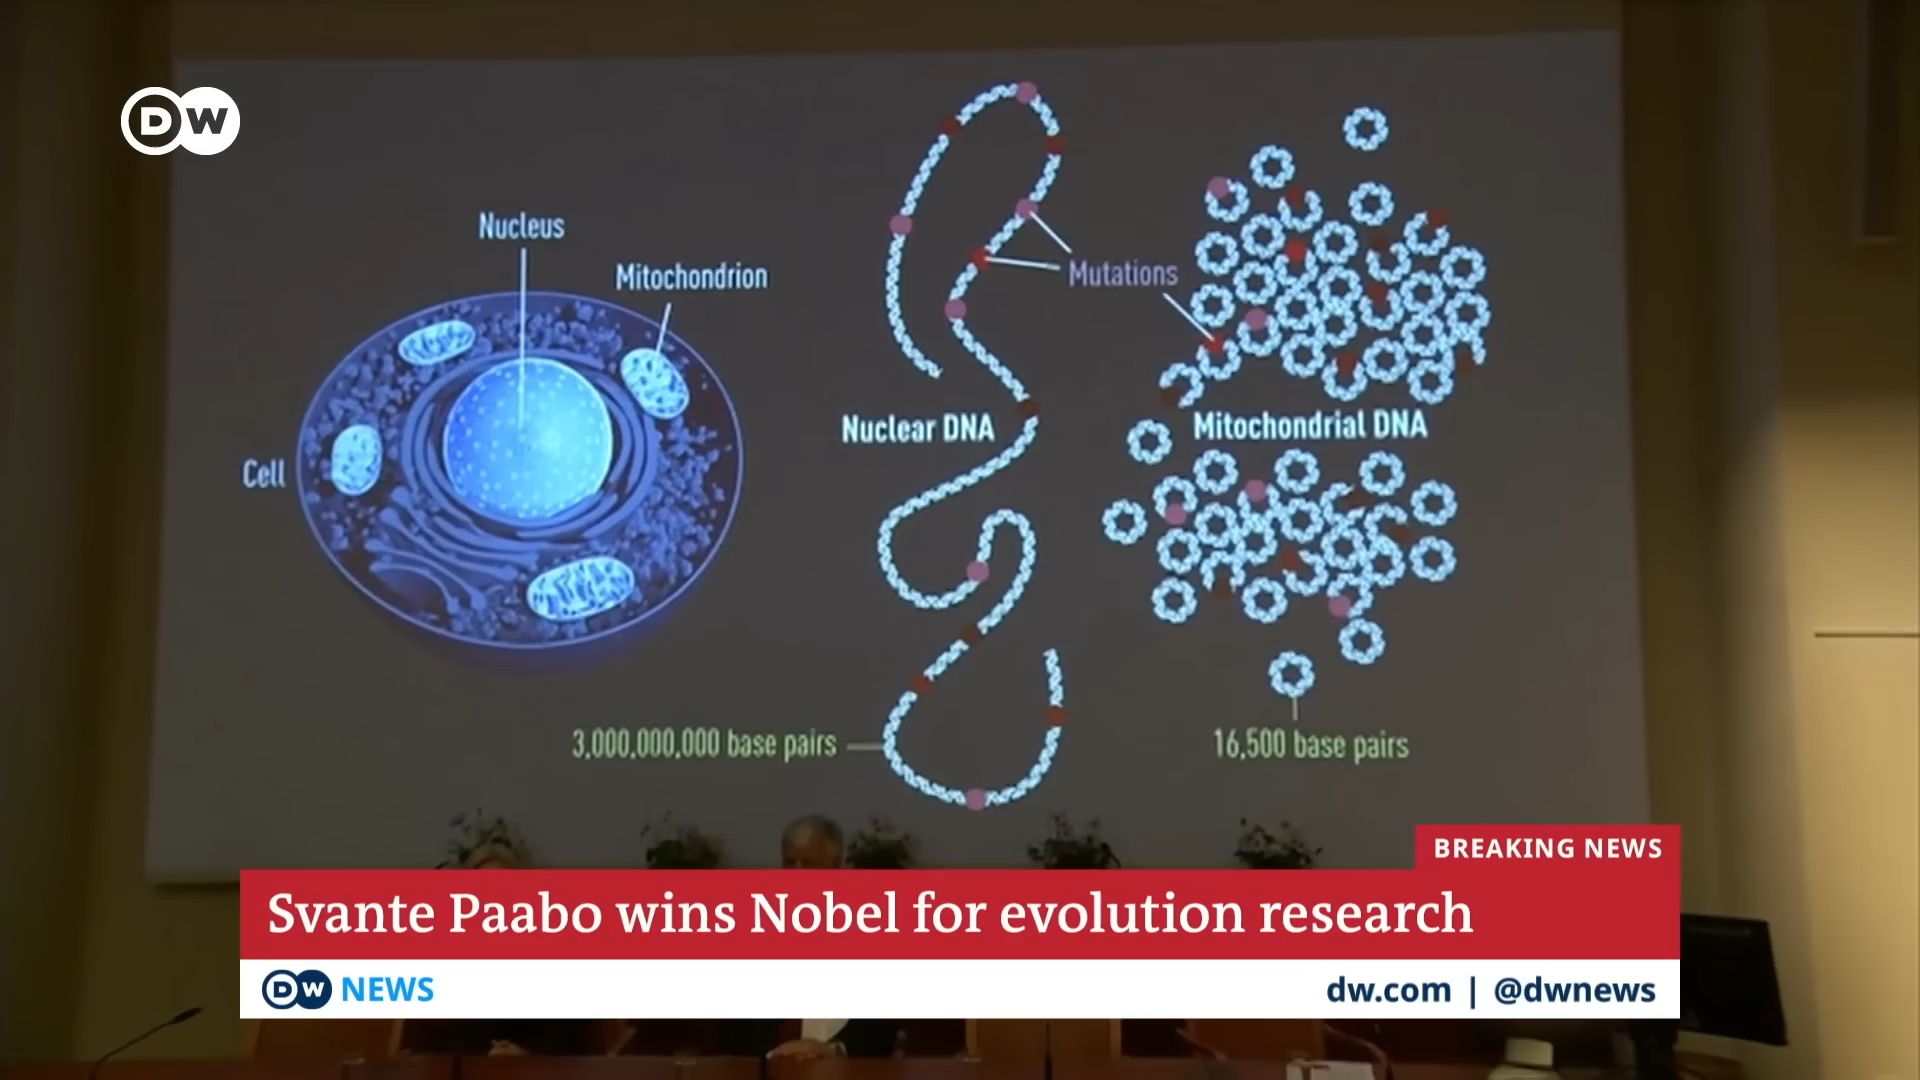 DW
Nucleus
Mitochondrion
Cell
Mutations
Nuclear DNA
Mitochondrial DNA
3,000,000,000 base pairs
16,500 base pairs
BREAKING NEWS
Svante Paabo wins Nobel for evolution research
DW NEWS
dw.com | @dwnews